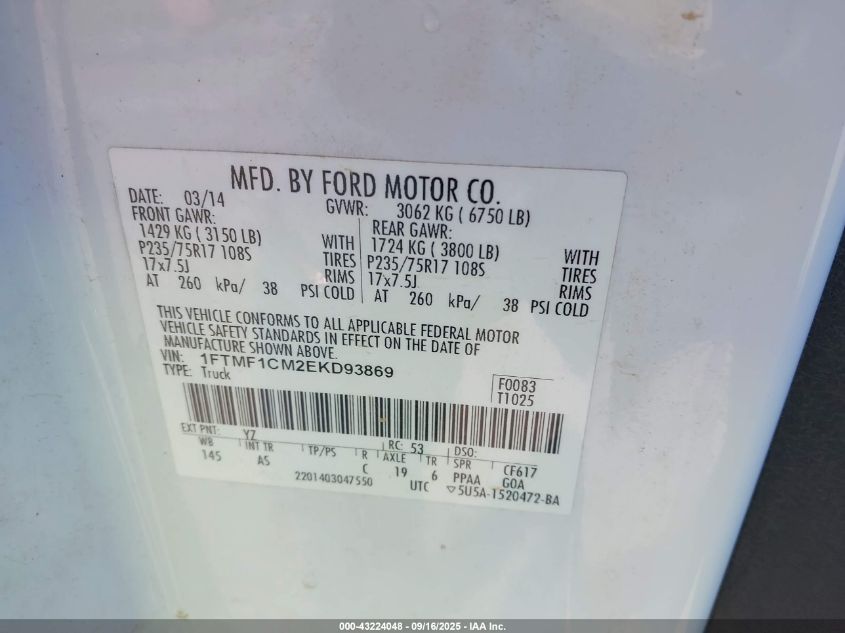 MFD. BY FORD MOTOR CO.
DATE: 03/14 GVWR: 3062 KG ( 6750 LB)
FRONT GAWR: REAR GAWR:
1429 KG ( 3150 LB) WITH 1724 KG ( 3800 LB) WITH
P235/75R17 108S TIRES P235/75R17 108S TIRES
17x7.5J RIMS 17x7.5J RIMS
AT 260 kPa/ 38 PSI COLD AT 260 kPa/ 38 PSI COLD
THIS VEHICLE CONFORMS TO ALL APPLICABLE FEDERAL MOTOR
VEHICLE SAFETY STANDARDS IN EFFECT ON THE DATE OF
MANUFACTURE SHOWN ABOVE.
VIN: 1FTMF1CM2EKD93869
TYPE: Truck
F0083
T1025
EXT PNT: YZ RC: 53 DSO:
WB INT TR TP/PS R AXLE TR SPR CF617
145 A5 C 19 6 PPAA GOA
2201403047550 UTC ▽5U5A-1520472-BA
000-43224048 - 09/16/2025 - IAA Inc.